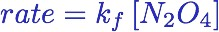 rate = k_f [N_2O_4]